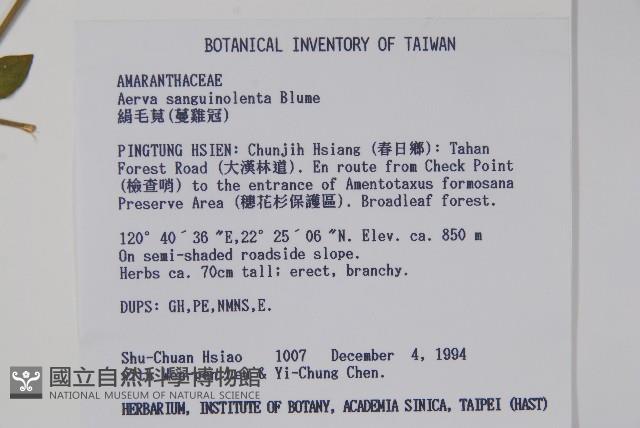 BOTANICAL INVENTORY OF TAIWAN
AMARANTHACEAE
Aerva sanguinolenta Blume
絹毛莧(蔓雞冠)
PINGTUNG HSIEN: Chunjih Hsiang (春日鄉): Tahan
Forest Road (大漢林道). En route from Check Point
(檢查哨) to the entrance of Amentotaxus formosana
Preserve Area (穗花杉保護區). Broadleaf forest.
120° 40´36 ˝E,22° 25´06 ˝N. Elev. ca. 850 m
On semi-shaded roadside slope.
Herbs ca. 70cm tall; erect, branchy.
DUPS: GH,PE,NMNS,E.
Shu-Chuan Hsiao 1007 December 4, 1994
& Yi-Chung Chen.
國立自然科學博物館
NATIONAL MUSEUM OF NATURAL SCIENCE
HERBARIUM, INSTITUTE OF BOTANY, ACADEMIA SINICA, TAIPEI (HAST)